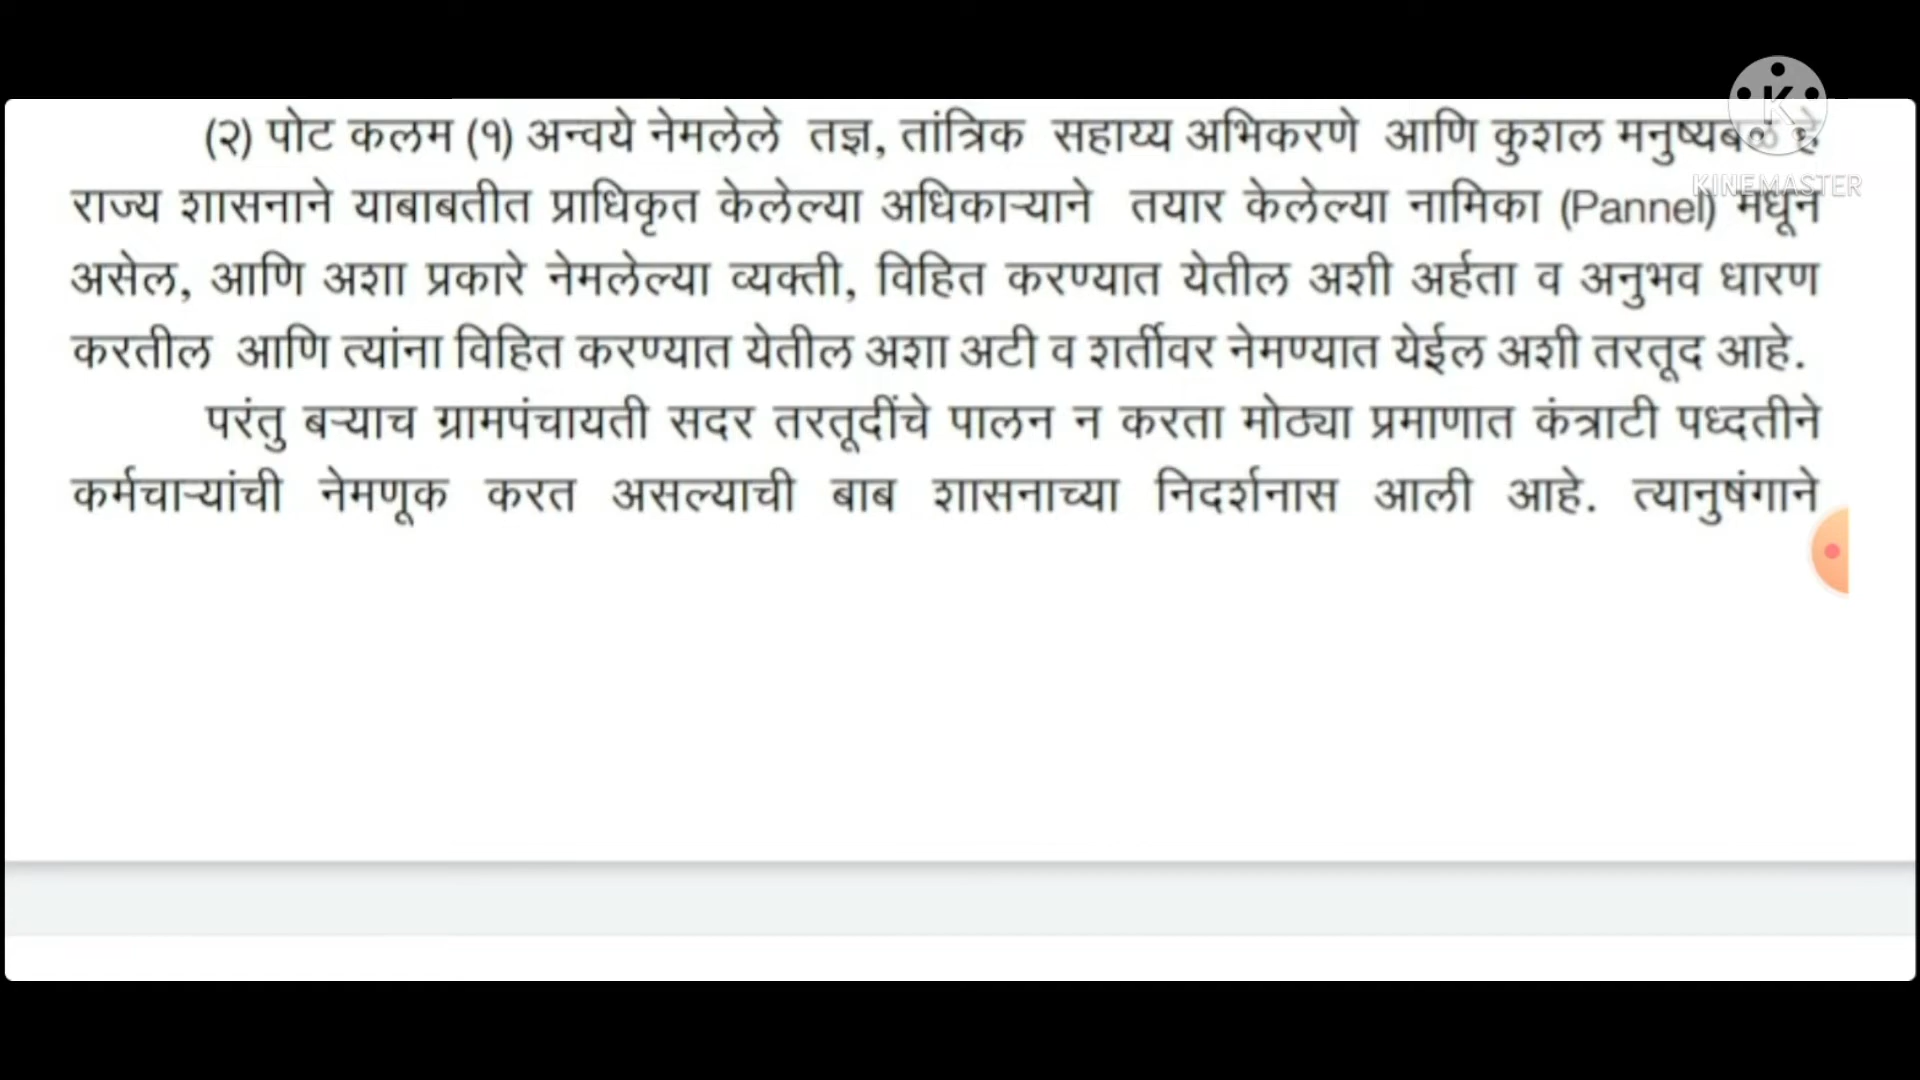 (२) पोट कलम (१) अन्वये नेमलेले तज्ञ, तांत्रिक सहाय्य अभिकरणे आणि कुशल मनुष्यबळ हे
राज्य शासनाने याबाबतीत प्राधिकृत केलेल्या अधिकाऱ्याने तयार केलेल्या नामिका (Pannel) मधून
असेल, आणि अशा प्रकारे नेमलेल्या व्यक्ती, विहित करण्यात येतील अशी अर्हता व अनुभव धारण
करतील आणि त्यांना विहित करण्यात येतील अशा अटी व शर्तीवर नेमण्यात येईल अशी तरतूद आहे.
परंतु बऱ्याच ग्रामपंचायती सदर तरतूदींचे पालन न करता मोठ्या प्रमाणात कंत्राटी पध्दतीने
कर्मचाऱ्यांची नेमणूक करत असल्याची बाब शासनाच्या निदर्शनास आली आहे. त्यानुषंगाने
K
KINEMASTER